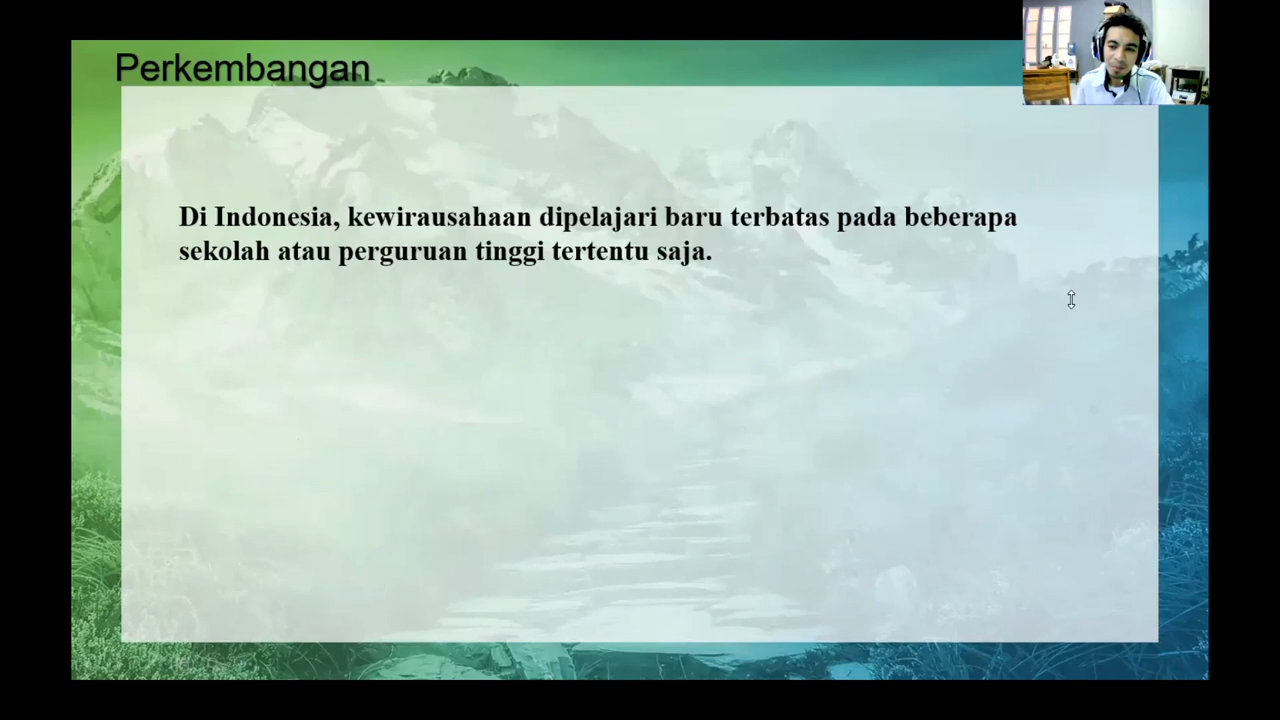 Perkembangan
Di Indonesia, kewirausahaan dipelajari baru terbatas pada beberapa
sekolah atau perguruan tinggi tertentu saja.